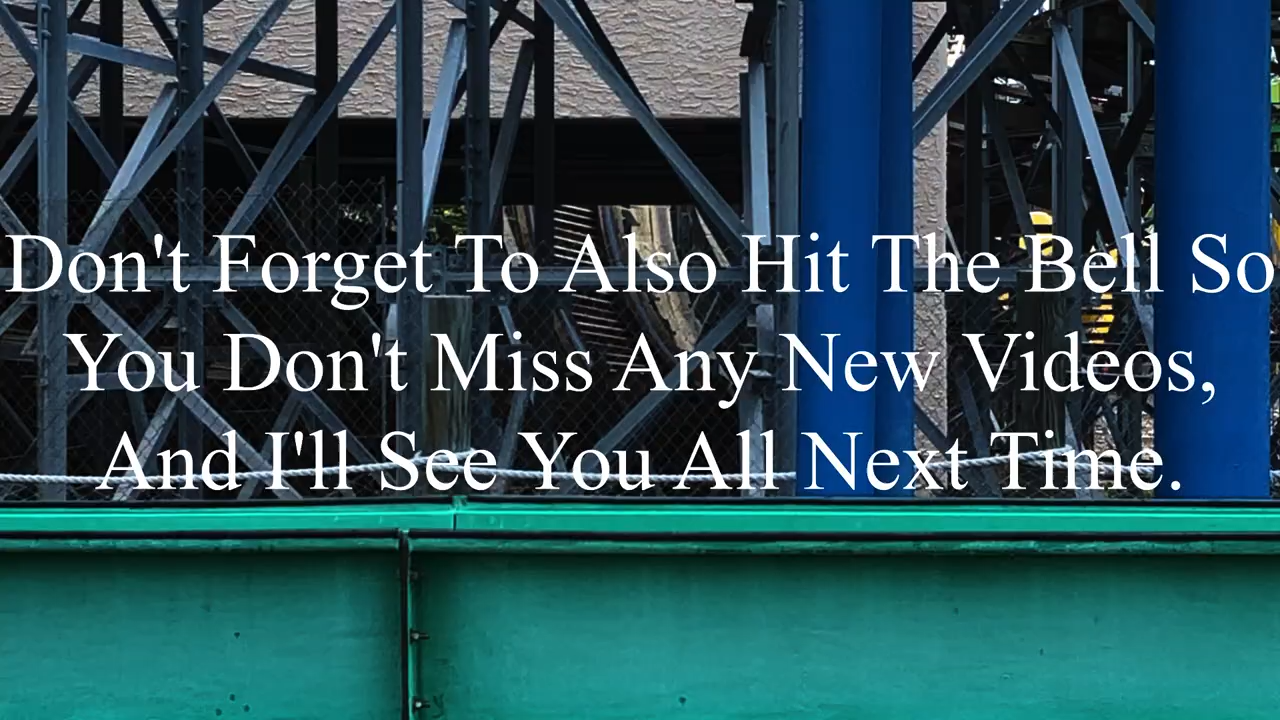 Don't Forget To Also Hit The Bell So
You Don't Miss Any New Videos,
And I'll See You All Next Time.